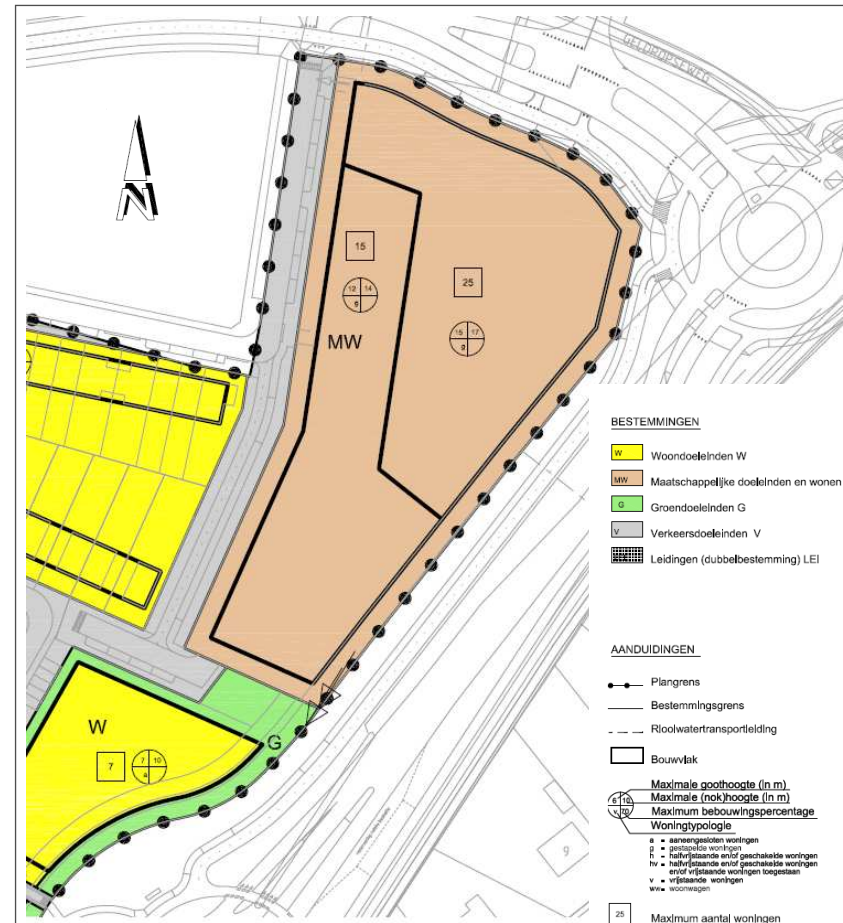 GELDROPSEWEG
N
15
12 14
g
25
15 17
g
MW
W
7
7 10
a
G
9
BESTEMMINGEN
W Woondoeleinden W
MW Maatschappelijke doeleinden en wonen
G Groendoeleinden G
V Verkeersdoeleinden V
Leidingen (dubbelbestemming) LEI
AANDUIDINGEN
Plangrens
Bestemmingsgrens
Rioolwatertransportleiding
Bouwvlak
Maximale goothoogte (in m)
6 10 Maximale (nok)hoogte (in m)
v 70 Maximum bebouwingspercentage
Woningtypologie
a = aaneengesloten woningen
g = gestapelde woningen
h = halfvrijstaande en/of geschakelde woningen
hv = halfvrijstaande en/of geschakelde woningen
en/of vrijstaande woningen toegestaan
v = vrijstaande woningen
ww= woonwagen
25 Maximum aantal woningen